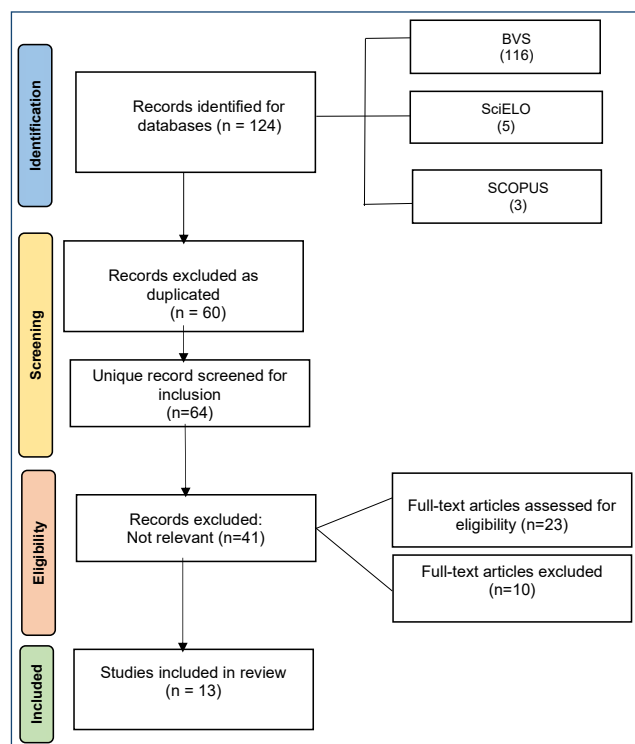 Identification
Records identified for
databases (n = 124)
BVS
(116)
SciELO
(5)
SCOPUS
(3)
Screening
Records excluded as
duplicated
(n = 60)
Unique record screened for
inclusion
(n=64)
Eligibility
Records excluded:
Not relevant (n=41)
Full-text articles assessed for
eligibility (n=23)
Full-text articles excluded
(n=10)
Included
Studies included in review
(n = 13)